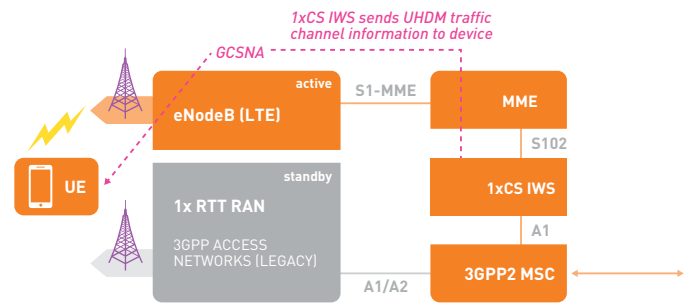 1xCS IWS sends UHDM traffic
channel information to device
GCSNA
active
eNodeB (LTE)
S1-MME
MME
S102
UE
standby
1x RTT RAN
1xCS IWS
3GPP ACCESS
NETWORKS (LEGACY)
A1
A1/A2
3GPP2 MSC